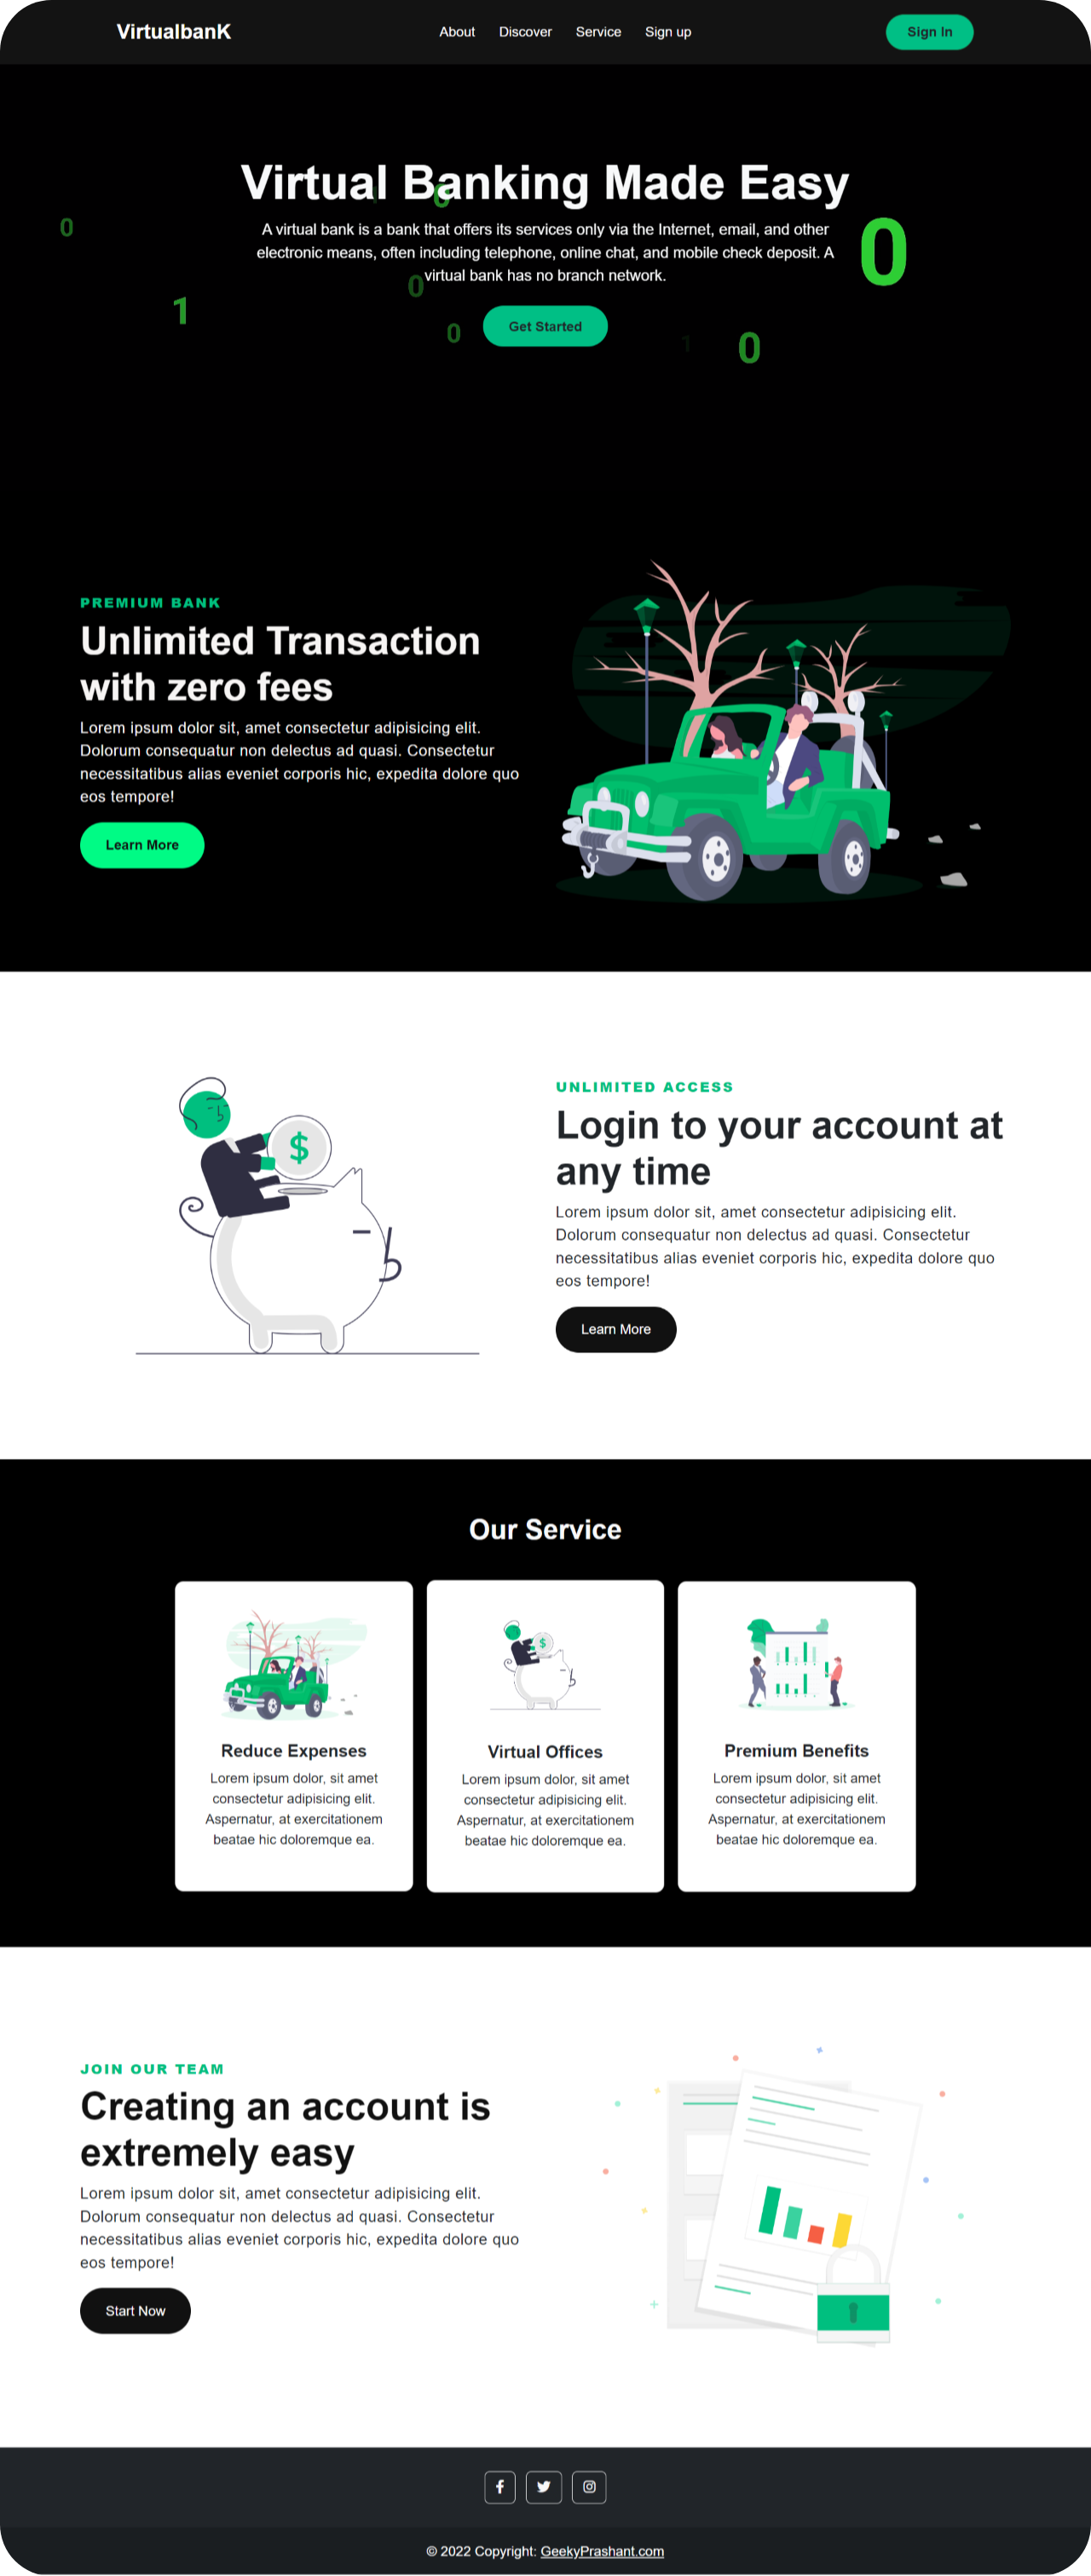 VirtualbanK
About Discover Service Sign up
Sign In
Virtual Banking Made Easy
A virtual bank is a bank that offers its services only via the Internet, email, and other
electronic means, often including telephone, online chat, and mobile check deposit. A
virtual bank has no branch network.
Get Started
0
1
0
0
0
1
0
0
PREMIUM BANK
Unlimited Transaction
with zero fees
Lorem ipsum dolor sit, amet consectetur adipisicing elit.
Dolorum consequatur non delectus ad quasi. Consectetur
necessitatibus alias eveniet corporis hic, expedita dolore quo
eos tempore!
Learn More
$
UNLIMITED ACCESS
Login to your account at
any time
Lorem ipsum dolor sit, amet consectetur adipisicing elit.
Dolorum consequatur non delectus ad quasi. Consectetur
necessitatibus alias eveniet corporis hic, expedita dolore quo
eos tempore!
Learn More
Our Service
$
Reduce Expenses
Lorem ipsum dolor, sit amet
consectetur adipisicing elit.
Aspernatur, at exercitationem
beatae hic doloremque ea.
Virtual Offices
Lorem ipsum dolor, sit amet
consectetur adipisicing elit.
Aspernatur, at exercitationem
beatae hic doloremque ea.
Premium Benefits
Lorem ipsum dolor, sit amet
consectetur adipisicing elit.
Aspernatur, at exercitationem
beatae hic doloremque ea.
JOIN OUR TEAM
Creating an account is
extremely easy
Lorem ipsum dolor sit, amet consectetur adipisicing elit.
Dolorum consequatur non delectus ad quasi. Consectetur
necessitatibus alias eveniet corporis hic, expedita dolore quo
eos tempore!
Start Now
© 2022 Copyright: GeekyPrashant.com